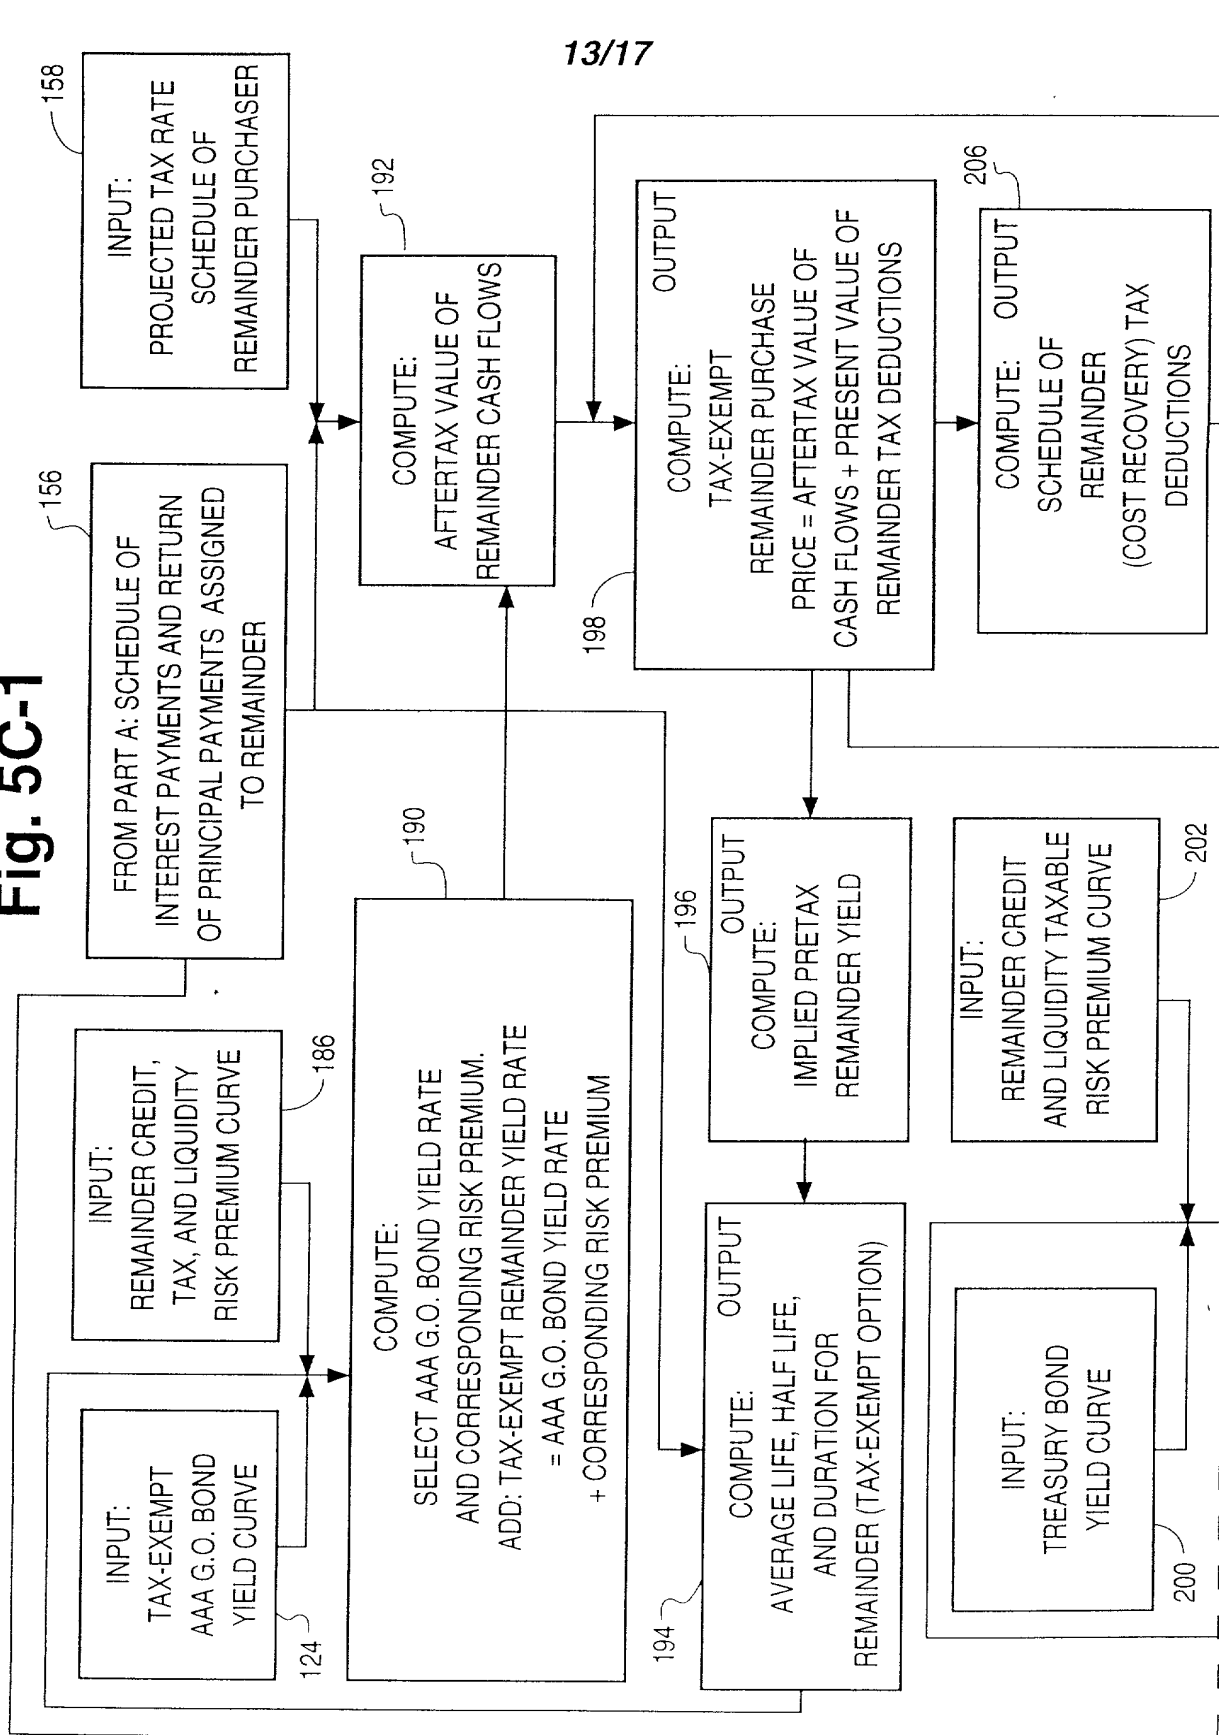 13/17
Fig. 5C-1
INPUT:
TAX-EXEMPT
AAA G.O. BOND
YIELD CURVE
124
INPUT:
REMAINDER CREDIT,
TAX, AND LIQUIDITY
RISK PREMIUM CURVE
186
FROM PART A: SCHEDULE OF
INTEREST PAYMENTS AND RETURN
OF PRINCIPAL PAYMENTS ASSIGNED
TO REMAINDER
156
INPUT:
PROJECTED TAX RATE
SCHEDULE OF
REMAINDER PURCHASER
158
COMPUTE:
SELECT AAA G.O. BOND YIELD RATE
AND CORRESPONDING RISK PREMIUM.
ADD: TAX-EXEMPT REMAINDER YIELD RATE
= AAA G.O. BOND YIELD RATE
+ CORRESPONDING RISK PREMIUM
190
COMPUTE:
AFTERTAX VALUE OF
REMAINDER CASH FLOWS
192
COMPUTE: OUTPUT
AVERAGE LIFE, HALF LIFE,
AND DURATION FOR
REMAINDER (TAX-EXEMPT OPTION)
194
OUTPUT
COMPUTE:
IMPLIED PRETAX
REMAINDER YIELD
196
COMPUTE: OUTPUT
TAX-EXEMPT
REMAINDER PURCHASE
PRICE = AFTERTAX VALUE OF
CASH FLOWS + PRESENT VALUE OF
REMAINDER TAX DEDUCTIONS
198
INPUT:
TREASURY BOND
YIELD CURVE
200
INPUT:
REMAINDER CREDIT
AND LIQUIDITY TAXABLE
RISK PREMIUM CURVE
202
COMPUTE: OUTPUT
SCHEDULE OF
REMAINDER
(COST RECOVERY) TAX
DEDUCTIONS
206